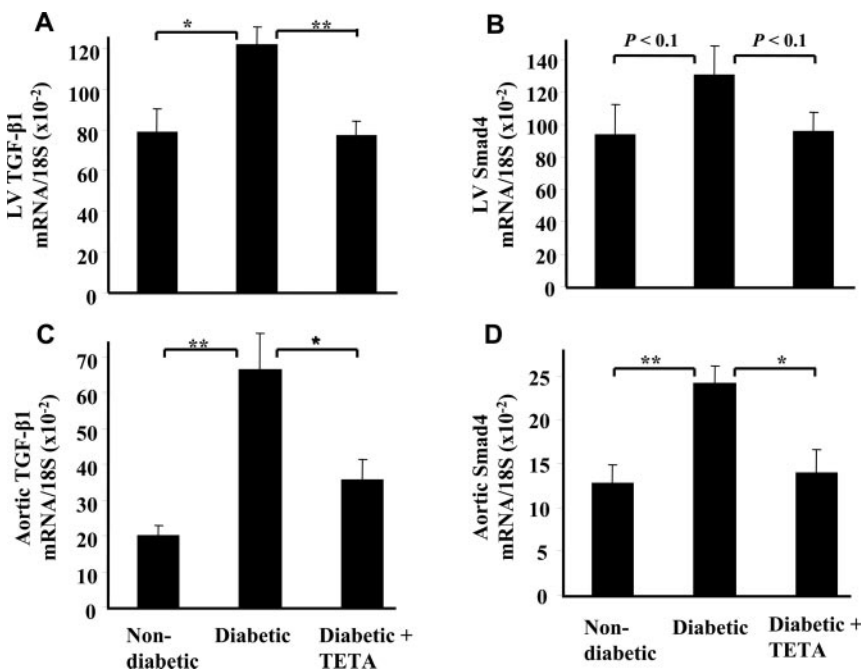 A
* **
120
100
80
60
40
20
0
LV TGF-β1
mRNA/18S (x10⁻²)
B
P < 0.1 P < 0.1
140
120
100
80
60
40
20
0
LV Smad4
mRNA/18S (x10⁻²)
C
** *
70
60
50
40
30
20
10
0
Aortic TGF-β1
mRNA/18S (x10⁻²)
Non-
diabetic
Diabetic
Diabetic +
TETA
D
** *
25
20
15
10
5
0
Aortic Smad4
mRNA/18S (x10⁻²)
Non-
diabetic
Diabetic
Diabetic +
TETA